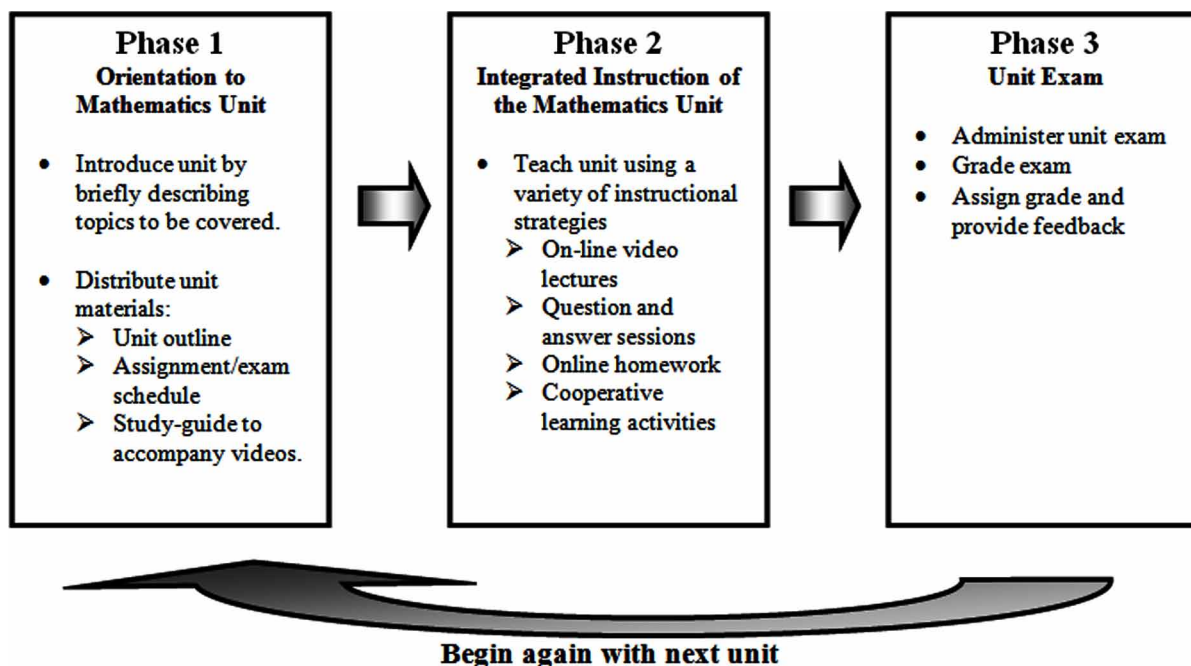 Phase 1
Orientation to
Mathematics Unit
• Introduce unit by
briefly describing
topics to be covered.
• Distribute unit
materials:
➢ Unit outline
➢ Assignment/exam
schedule
➢ Study-guide to
accompany videos.
Phase 2
Integrated Instruction of
the Mathematics Unit
• Teach unit using a
variety of instructional
strategies
➢ On-line video
lectures
➢ Question and
answer sessions
➢ Online homework
➢ Cooperative
learning activities
Phase 3
Unit Exam
• Administer unit exam
• Grade exam
• Assign grade and
provide feedback
Begin again with next unit